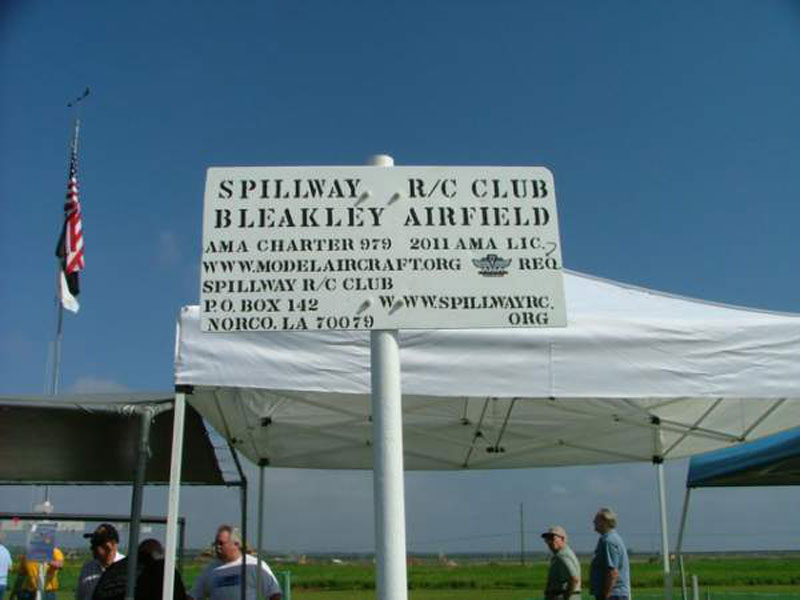 SPILLWAY R/C CLUB
BLEAKLEY AIRFIELD
AMA CHARTER 979 2011 AMA LIC.
WWW.MODELAIRCRAFT.ORG REQ
SPILLWAY R/C CLUB
P.O. BOX 142 WWW.SPILLWAYRC.
NORCO, LA 70079 ORG